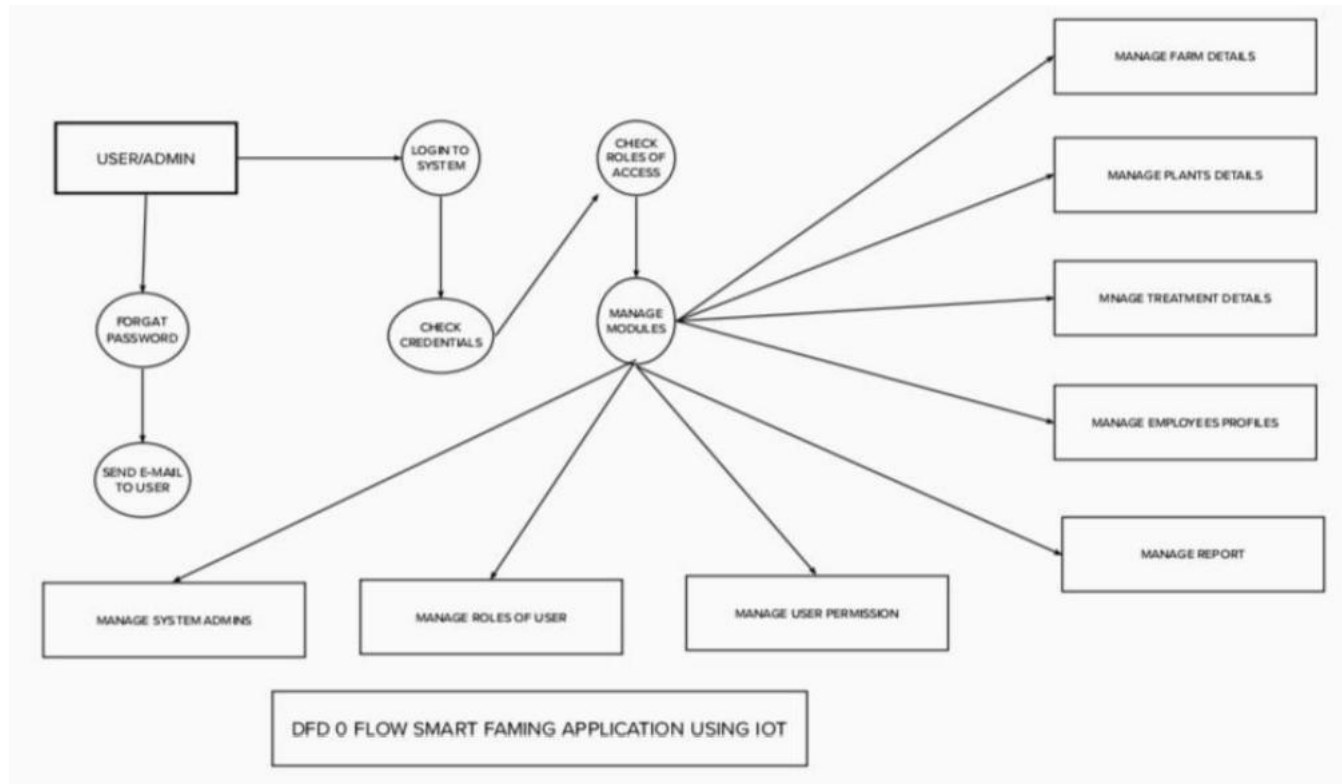 MANAGE FARM DETAILS
USER/ADMIN
LOGIN TO
SYSTEM
CHECK
ROLES OF
ACCESS
MANAGE PLANTS DETAILS
FORGAT
PASSWORD
CHECK
CREDENTIALS
MANAGE
MODULES
MNAGE TREATMENT DETAILS
MANAGE EMPLOYEES PROFILES
SEND E-MAIL
TO USER
MANAGE REPORT
MANAGE SYSTEM ADMINS
MANAGE ROLES OF USER
MANAGE USER PERMISSION
DFD 0 FLOW SMART FAMING APPLICATION USING IOT